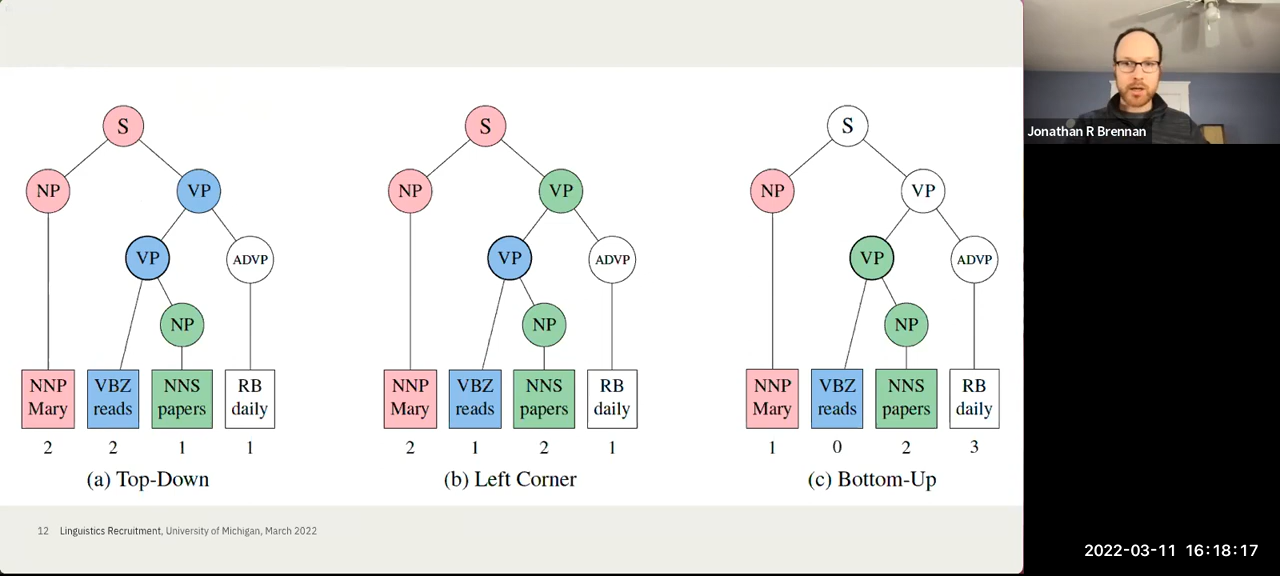 S
NP
VP
VP
ADVP
NP
NNP
Mary
VBZ
reads
NNS
papers
RB
daily
2 2 1 1
(a) Top-Down
S
NP
VP
VP
ADVP
NP
NNP
Mary
VBZ
reads
NNS
papers
RB
daily
2 1 2 1
(b) Left Corner
S
NP
VP
VP
ADVP
NP
NNP
Mary
VBZ
reads
NNS
papers
RB
daily
1 0 2 3
(c) Bottom-Up
12 Linguistics Recruitment, University of Michigan, March 2022
Jonathan R Brennan
2022-03-11 16:18:17